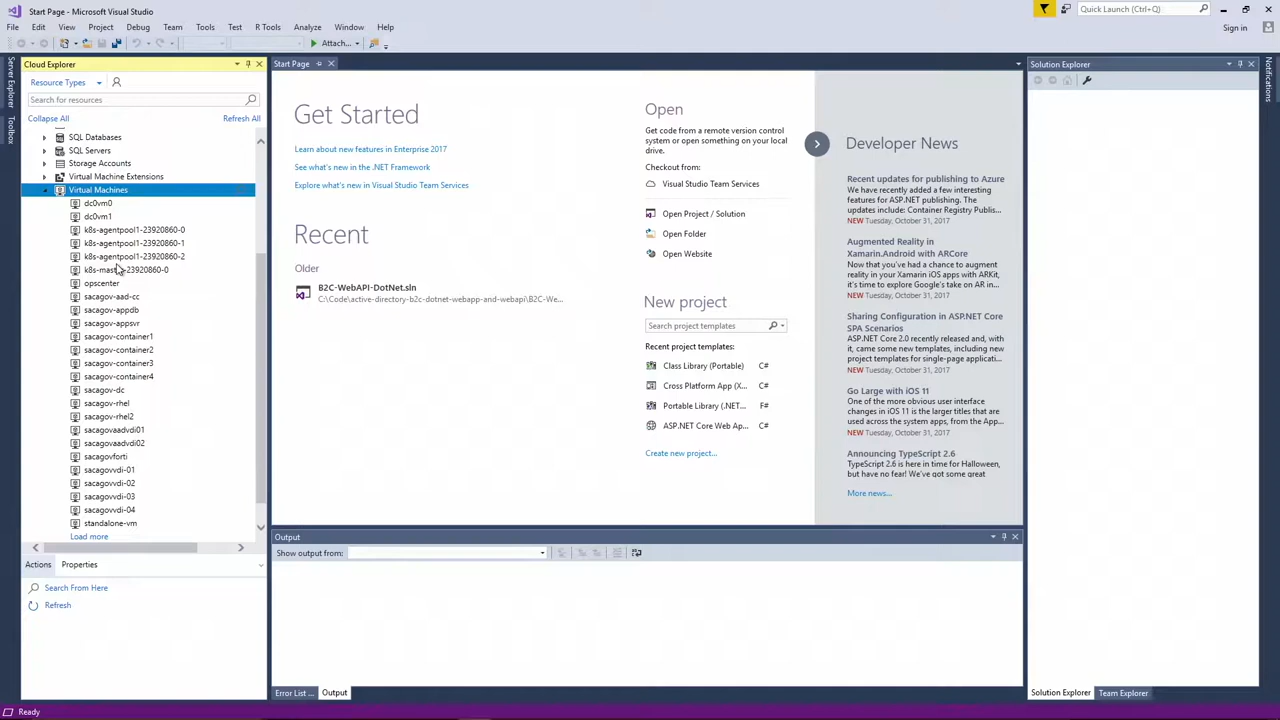 Start Page - Microsoft Visual Studio
Quick Launch (Ctrl+Q)
File Edit View Project Debug Team Tools Test R Tools Analyze Window Help
Sign in
Attach...
Server Explorer
Toolbox
Cloud Explorer
Resource Types
Search for resources
Collapse All
Refresh All
SQL Databases
SQL Servers
Storage Accounts
Virtual Machine Extensions
Virtual Machines
dc0vm0
dc0vm1
k8s-agentpool1-23920860-0
k8s-agentpool1-23920860-1
k8s-agentpool1-23920860-2
23920860-0
opscenter
sacagov-aad-cc
sacagov-appdb
sacagov-appsvr
sacagov-container1
sacagov-container2
sacagov-container3
sacagov-container4
sacagov-dc
sacagov-rhel
sacagov-rhel2
sacagovaadvdi01
sacagovaadvdi02
sacagovforti
sacagovvdi-01
sacagovvdi-02
sacagovvdi-03
sacagovvdi-04
standalone-vm
Load more
Actions Properties
Search From Here
Refresh
Start Page
Get Started
Learn about new features in Enterprise 2017
See what's new in the .NET Framework
Explore what's new in Visual Studio Team Services
Recent
Older
B2C-WebAPI-DotNet.sln
C:\Code\active-directory-b2c-dotnet-webapp-and-webapi\B2C-We...
Open
Get code from a remote version control
system or open something on your local
drive.
Checkout from:
Visual Studio Team Services
Open Project / Solution
Open Folder
Open Website
New project
Search project templates
Recent project templates:
Class Library (Portable) C#
Cross Platform App (X... C#
Portable Library (.NET... F#
ASP.NET Core Web Ap... C#
Create new project...
Developer News
Recent updates for publishing to Azure
We have recently added a few interesting
features for ASP.NET publishing. The
updates include: Container Registry Publis...
NEW Tuesday, October 31, 2017
Augmented Reality in
Xamarin.Android with ARCore
Now that you've had a chance to augment
reality in your Xamarin iOS apps with ARKit,
it's time to explore Google's take on AR in...
NEW Tuesday, October 31, 2017
Sharing Configuration in ASP.NET Core
SPA Scenarios
ASP.NET Core 2.0 recently released and, with
it, came some new templates, including new
project templates for single-page applicatio...
NEW Tuesday, October 31, 2017
Go Large with iOS 11
One of the more obvious user interface
changes in iOS 11 is the larger titles that are
used across the system apps, from the App...
NEW Tuesday, October 31, 2017
Announcing TypeScript 2.6
TypeScript 2.6 is here in time for Halloween,
but have no fear! We've got some great
features...
More news...
Output
Show output from:
Error List ... Output
Solution Explorer
Solution Explorer Team Explorer
Notifications
Ready